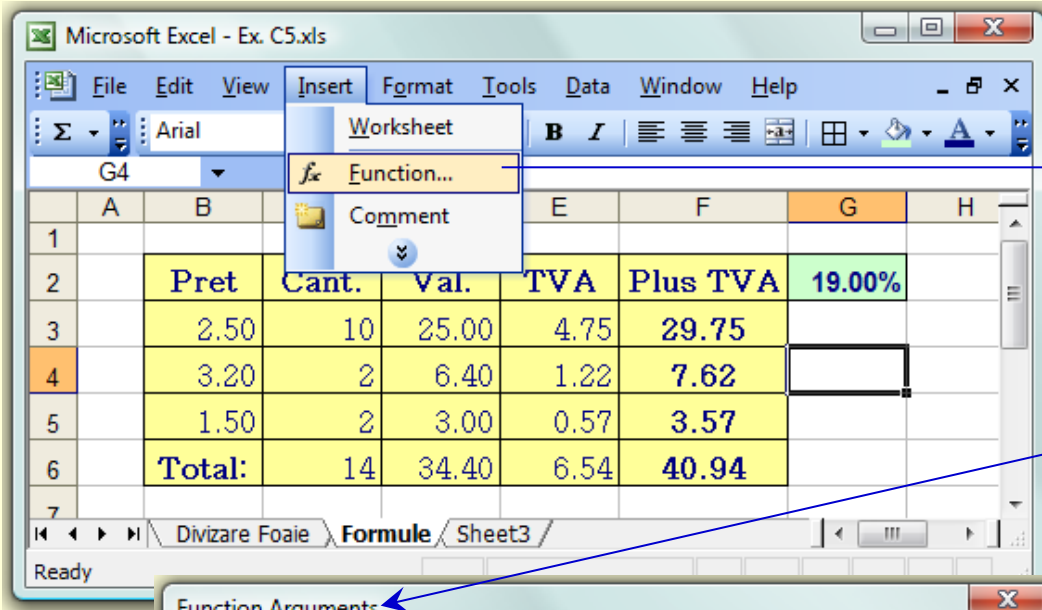 Microsoft Excel - Ex. C5.xls
File Edit View Insert Format Tools Data Window Help
Σ Arial B I A
Worksheet
G4 fx Function...
Comment
A B E F G H
1
2 Pret Cant. Val. TVA Plus TVA 19.00%
3 2.50 10 25.00 4.75 29.75
4 3.20 2 6.40 1.22 7.62
5 1.50 2 3.00 0.57 3.57
6 Total: 14 34.40 6.54 40.94
7
Divizare Foaie Formule Sheet3
Ready
Function Arguments